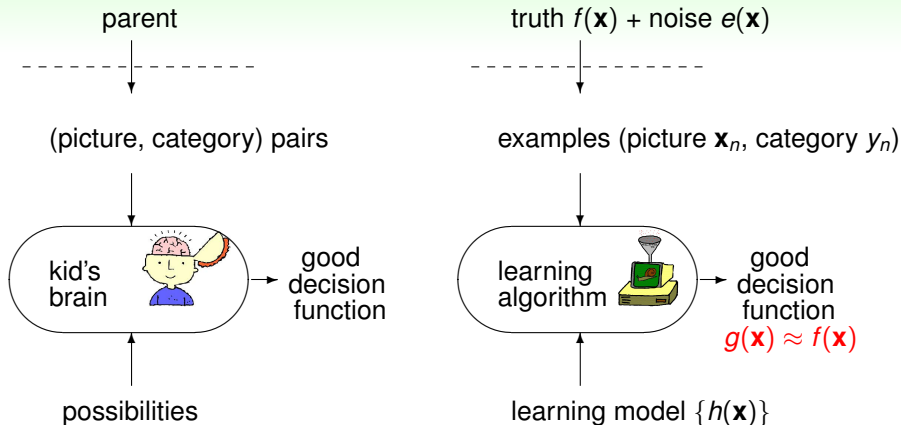 parent
(picture, category) pairs
kid's
brain
good
decision
function
possibilities
truth f(x) + noise e(x)
examples (picture xₙ, category yₙ)
learning
algorithm
good
decision
function
g(x) ≈ f(x)
learning model {h(x)}